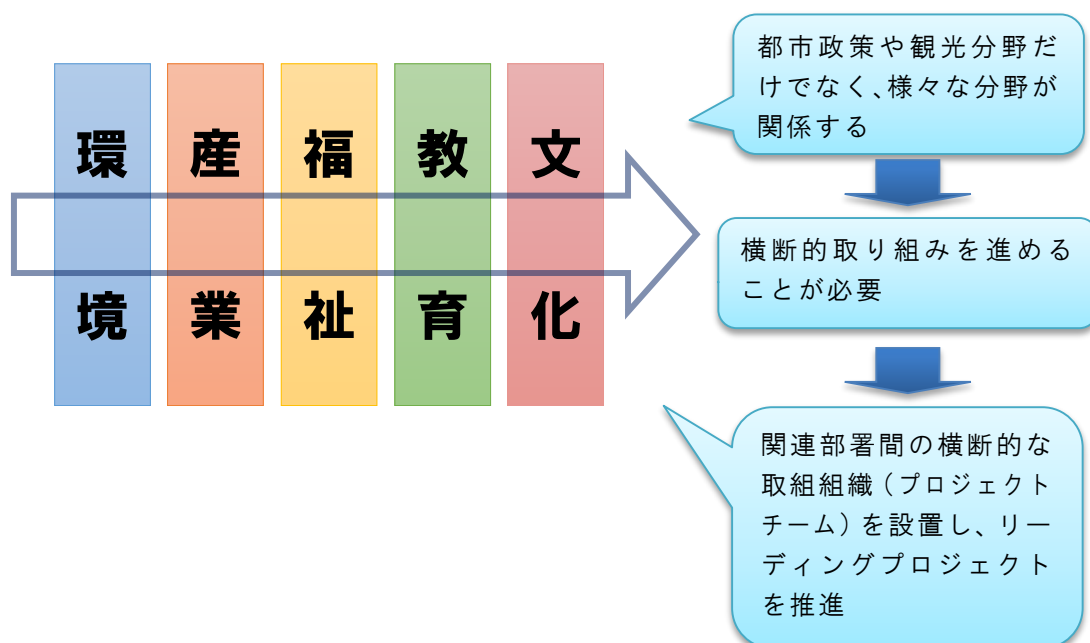 環境
産業
福祉
教育
文化
都市政策や観光分野だ
けでなく、様々な分野が
関係する
横断的取り組みを進める
ことが必要
関連部署間の横断的な
取組組織（プロジェクト
チーム）を設置し、リー
ディングプロジェクト
を推進